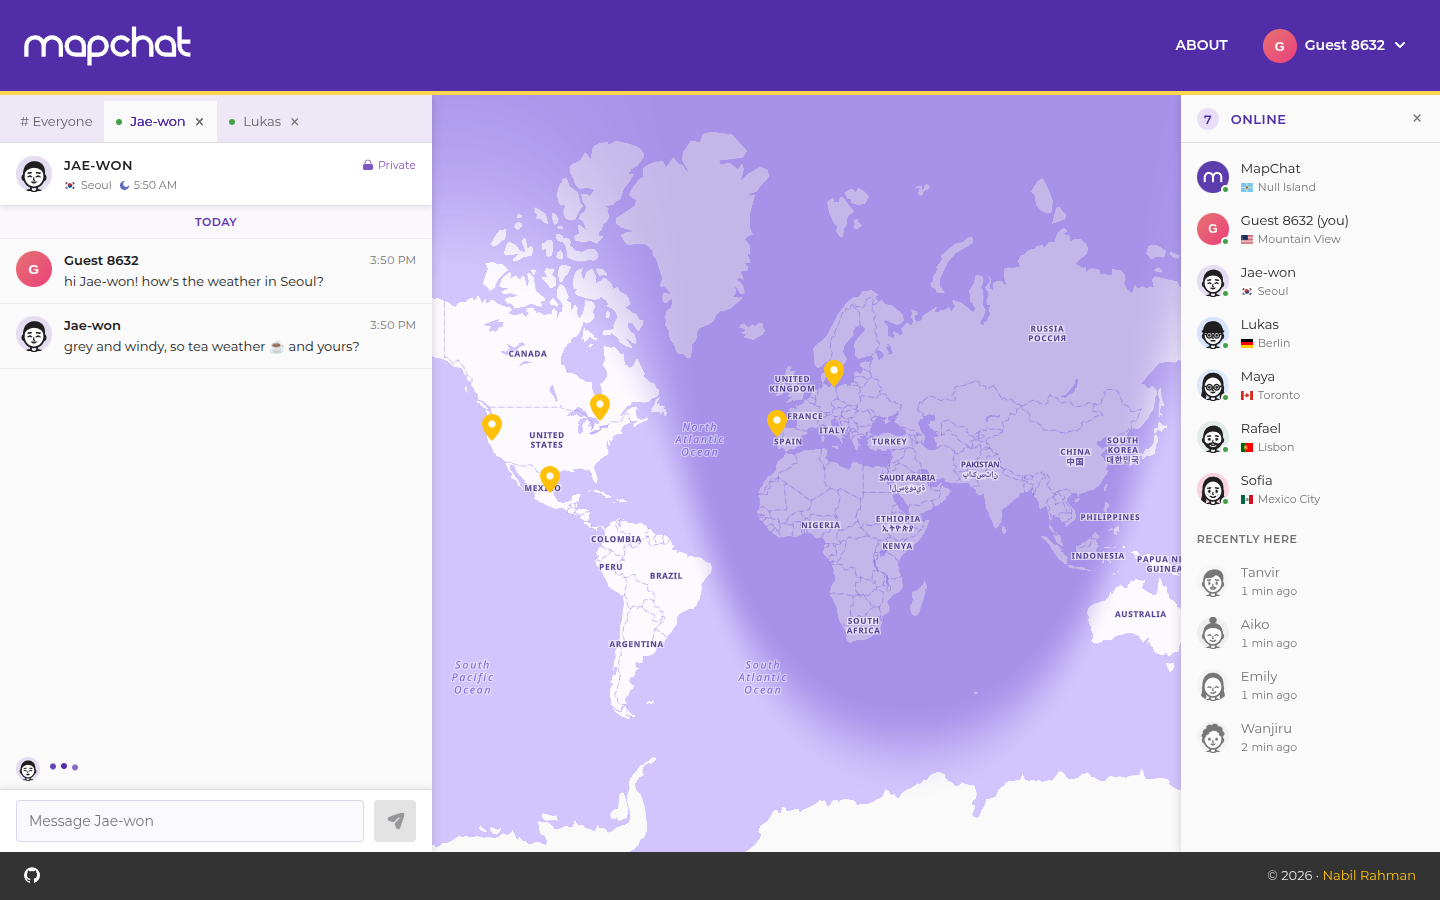 mapchat
ABOUT
G
Guest 8632
# Everyone
Jae-won ×
Lukas ×
JAE-WON
Seoul 5:50 AM
Private
TODAY
G
Guest 8632 3:50 PM
hi Jae-won! how's the weather in Seoul?
Jae-won 3:50 PM
grey and windy, so tea weather ☕ and yours?
Message Jae-won
CANADA
UNITED
STATES
MEXICO
COLOMBIA
PERU
BRAZIL
ARGENTINA
North
Atlantic
Ocean
South
Pacific
Ocean
South
Atlantic
Ocean
RUSSIA
РОССИЯ
UNITED
KINGDOM
FRANCE
ITALY
SPAIN
TURKEY
SOUTH
KOREA
대한민국
CHINA
中国
PAKISTAN
پاکستان
SAUDI ARABIA
السعودية
ETHIOPIA
ኢትዮጵያ
NIGERIA
KENYA
PHILIPPINES
INDONESIA
PAPUA NE
GUINEA
AUSTRALIA
SOUTH
AFRICA
7 ONLINE ×
m
MapChat
Null Island
G
Guest 8632 (you)
Mountain View
Jae-won
Seoul
Lukas
Berlin
Maya
Toronto
Rafael
Lisbon
Sofia
Mexico City
RECENTLY HERE
Tanvir
1 min ago
Aiko
1 min ago
Emily
1 min ago
Wanjiru
2 min ago
© 2026 · Nabil Rahman